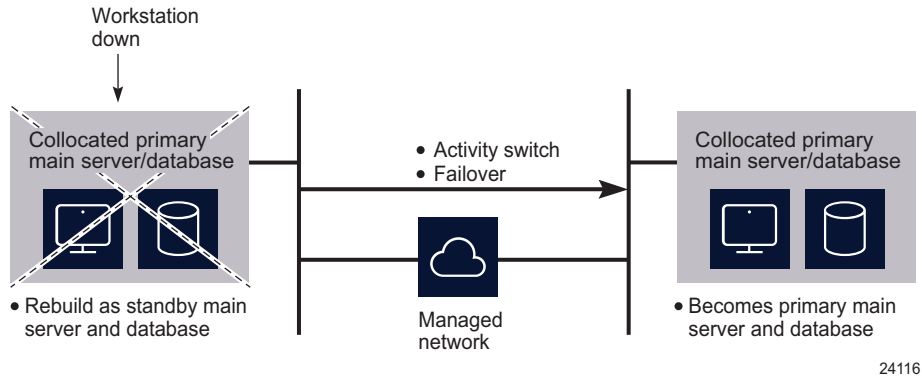 Workstation
down
Collocated primary
main server/database
• Rebuild as standby main
server and database
• Activity switch
• Failover
Managed
network
Collocated primary
main server/database
• Becomes primary main
server and database
24116